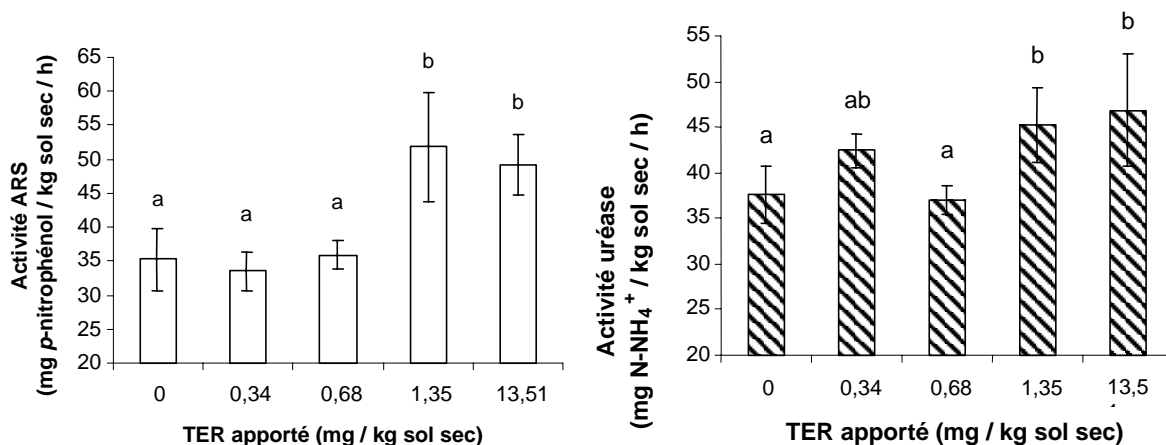 Activité ARS
(mg p-nitrophénol / kg sol sec / h)
65
60
55
50
45
40
35
30
25
20
a
a
a
b
b
0
0,34
0,68
1,35
13,51
TER apporté (mg / kg sol sec)
Activité uréase
(mg N-NH4+ / kg sol sec / h)
55
50
45
40
35
30
25
20
a
ab
a
b
b
0
0,34
0,68
1,35
13,5
TER apporté (mg / kg sol sec)